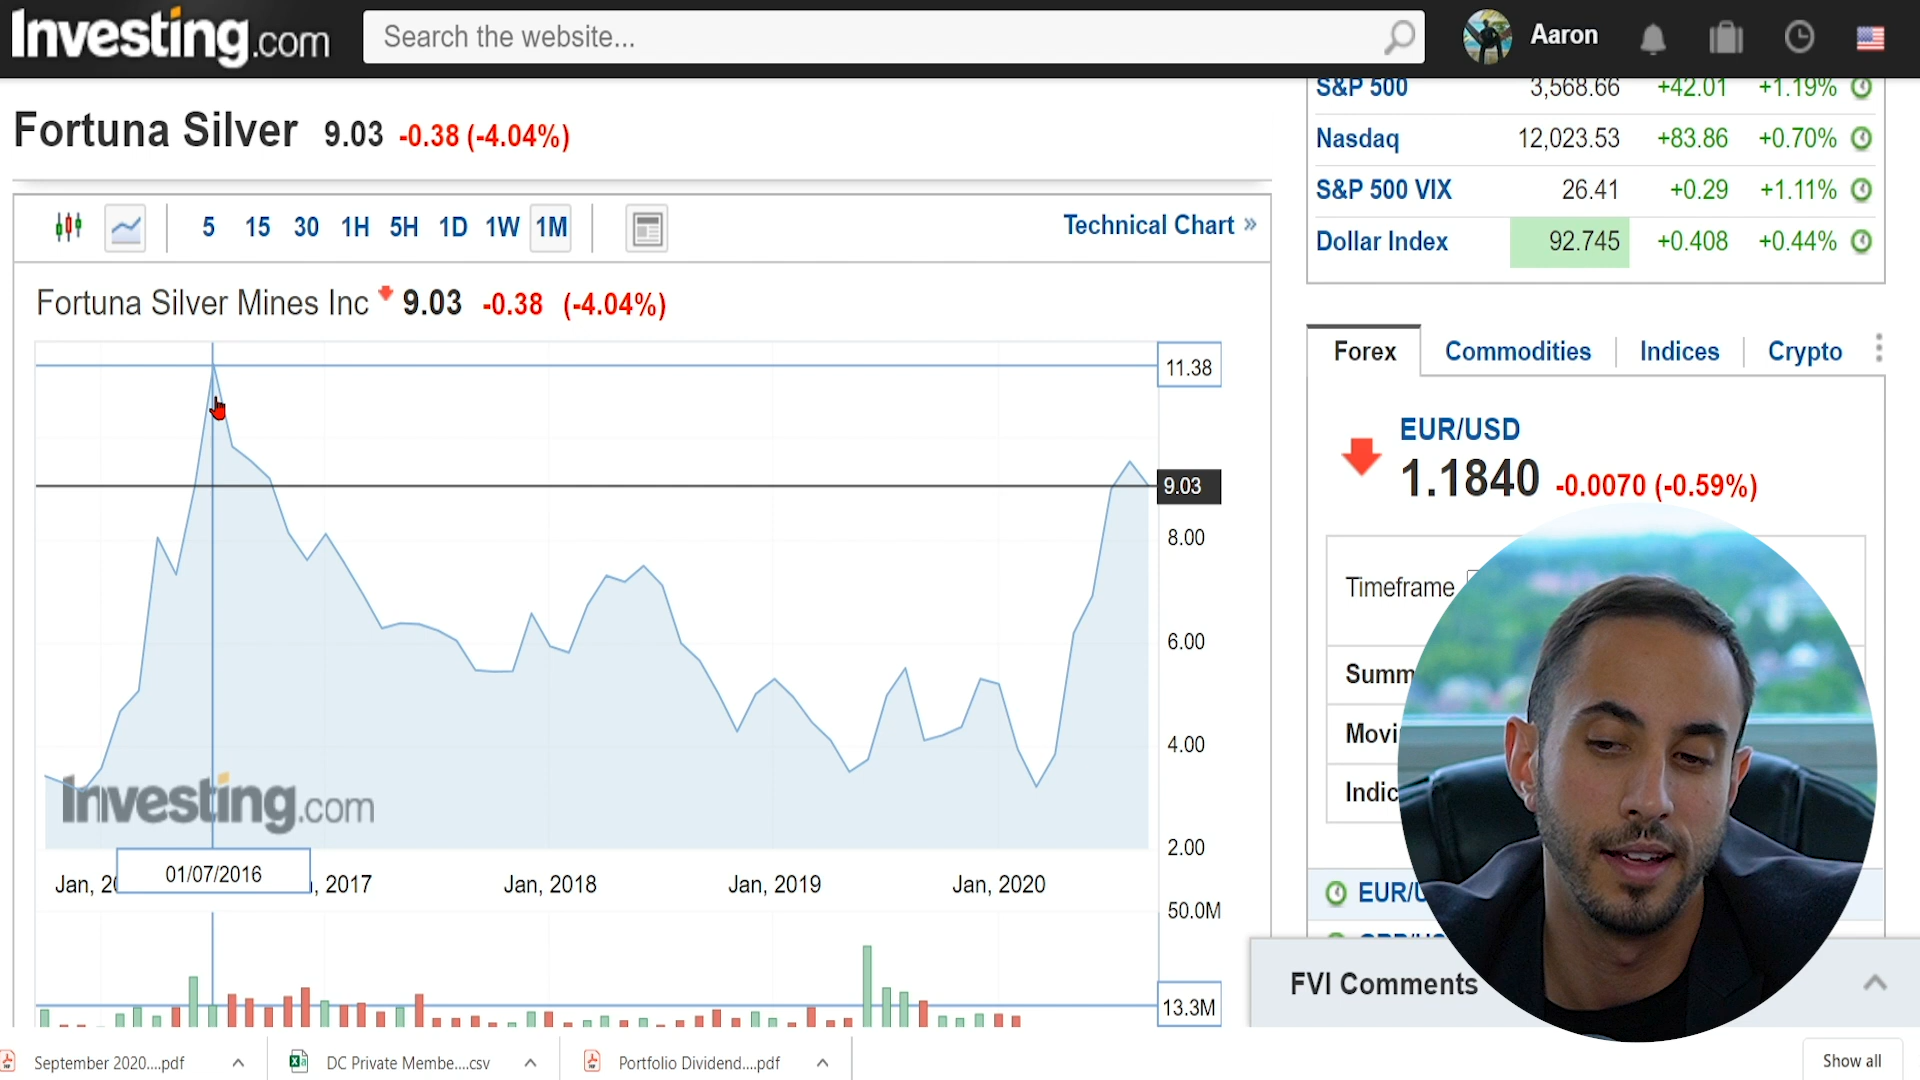 Investing.com
Search the website...
Aaron
Fortuna Silver 9.03 -0.38 (-4.04%)
S&P 500 3,568.66 +42.01 +1.19%
Nasdaq 12,023.53 +83.86 +0.70%
S&P 500 VIX 26.41 +0.29 +1.11%
Dollar Index 92.745 +0.408 +0.44%
5 15 30 1H 5H 1D 1W 1M
Technical Chart »
Fortuna Silver Mines Inc 9.03 -0.38 (-4.04%)
11.38
9.03
8.00
6.00
4.00
2.00
Investing.com
Jan, 20
01/07/2016
, 2017
Jan, 2018
Jan, 2019
Jan, 2020
50.0M
13.3M
Forex
Commodities
Indices
Crypto
EUR/USD
1.1840 -0.0070 (-0.59%)
Timeframe
Summ
Movi
Indic
EUR/U
FVI Comments
September 2020....pdf
DC Private Membe....csv
Portfolio Dividend....pdf
Show all